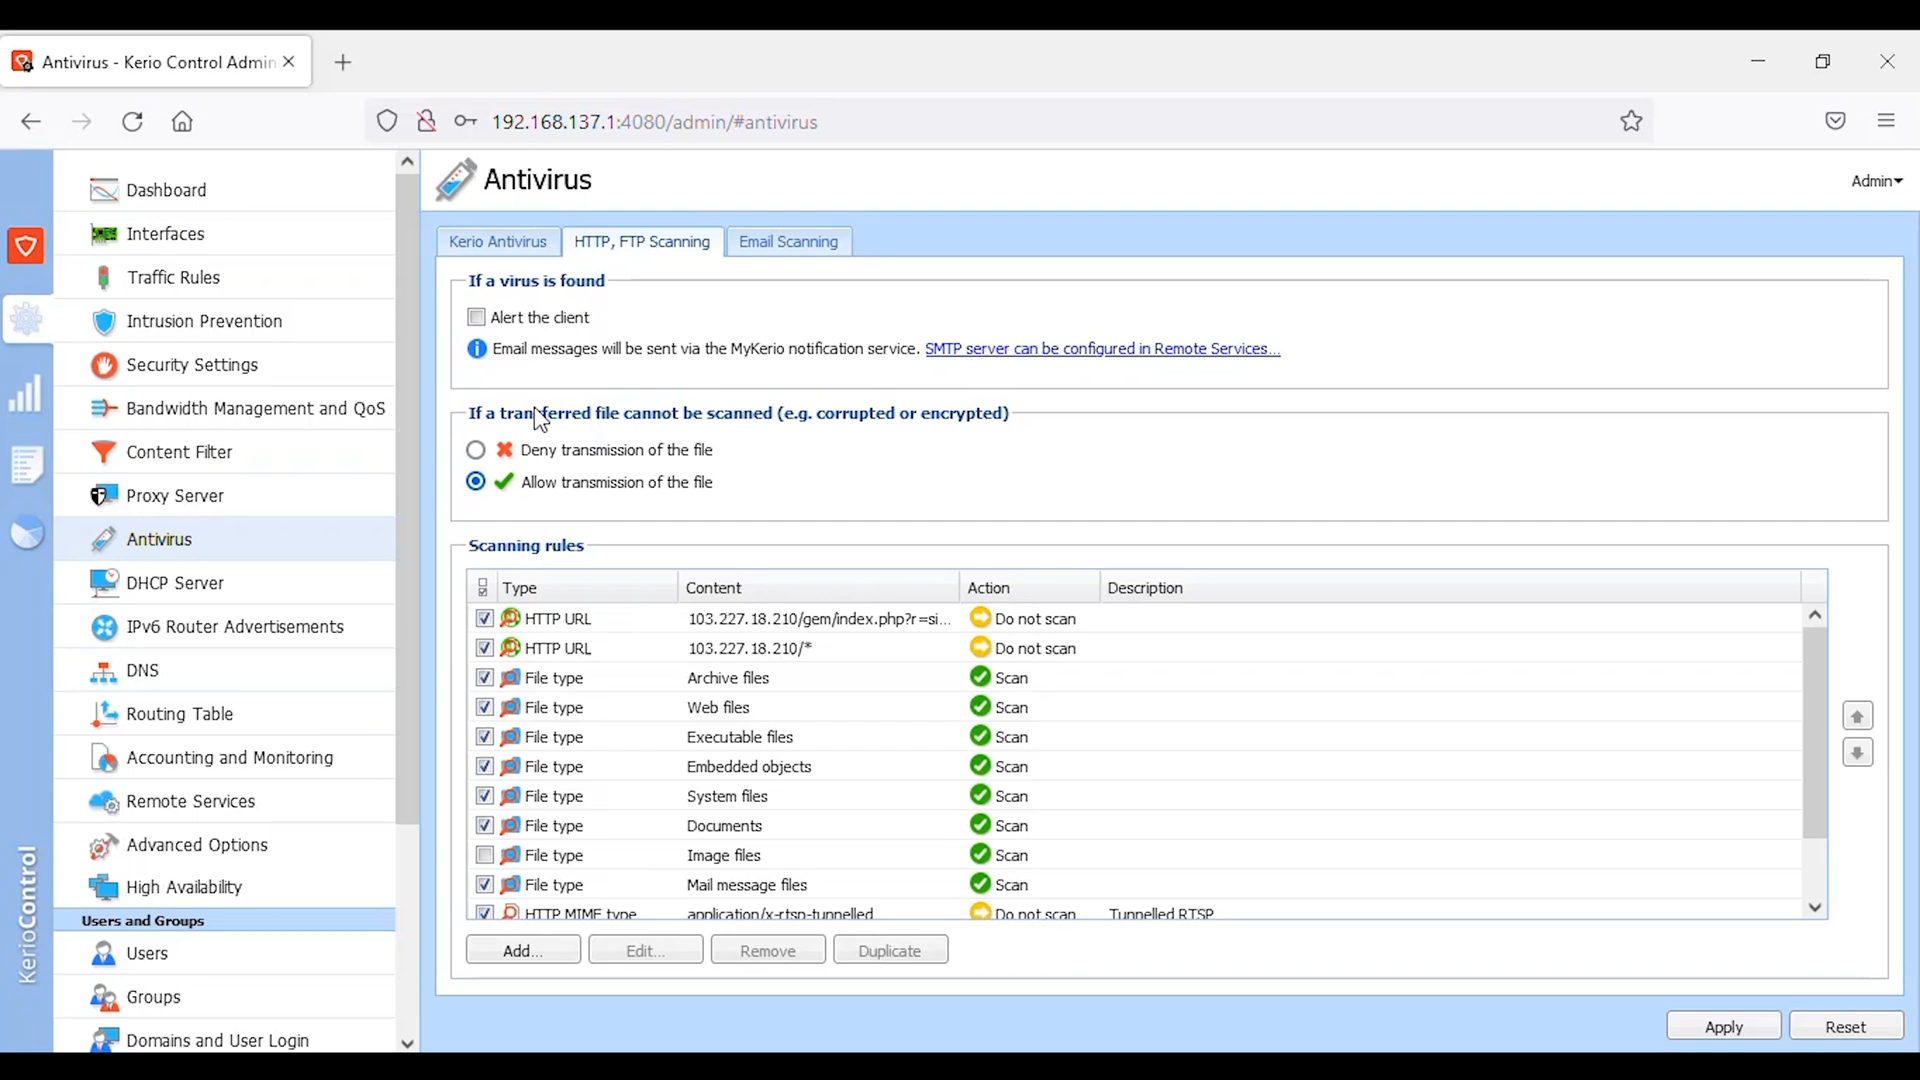 Antivirus - Kerio Control Admin
192.168.137.1:4080/admin/#antivirus
Dashboard
Interfaces
Traffic Rules
Intrusion Prevention
Security Settings
Bandwidth Management and QoS
Content Filter
Proxy Server
Antivirus
DHCP Server
IPv6 Router Advertisements
DNS
Routing Table
Accounting and Monitoring
Remote Services
Advanced Options
High Availability
Users and Groups
Users
Groups
Domains and User Login
KerioControl
Antivirus
Admin
Kerio Antivirus
HTTP, FTP Scanning
Email Scanning
If a virus is found
Alert the client
Email messages will be sent via the MyKerio notification service. SMTP server can be configured in Remote Services...
If a transferred file cannot be scanned (e.g. corrupted or encrypted)
Deny transmission of the file
Allow transmission of the file
Scanning rules
Type Content Action Description
HTTP URL 103.227.18.210/gem/index.php?r=si... Do not scan
HTTP URL 103.227.18.210/* Do not scan
File type Archive files Scan
File type Web files Scan
File type Executable files Scan
File type Embedded objects Scan
File type System files Scan
File type Documents Scan
File type Image files Scan
File type Mail message files Scan
HTTP MIME type application/x-rtsp-tunnelled Do not scan Tunnelled RTSP
Add... Edit... Remove Duplicate
Apply Reset